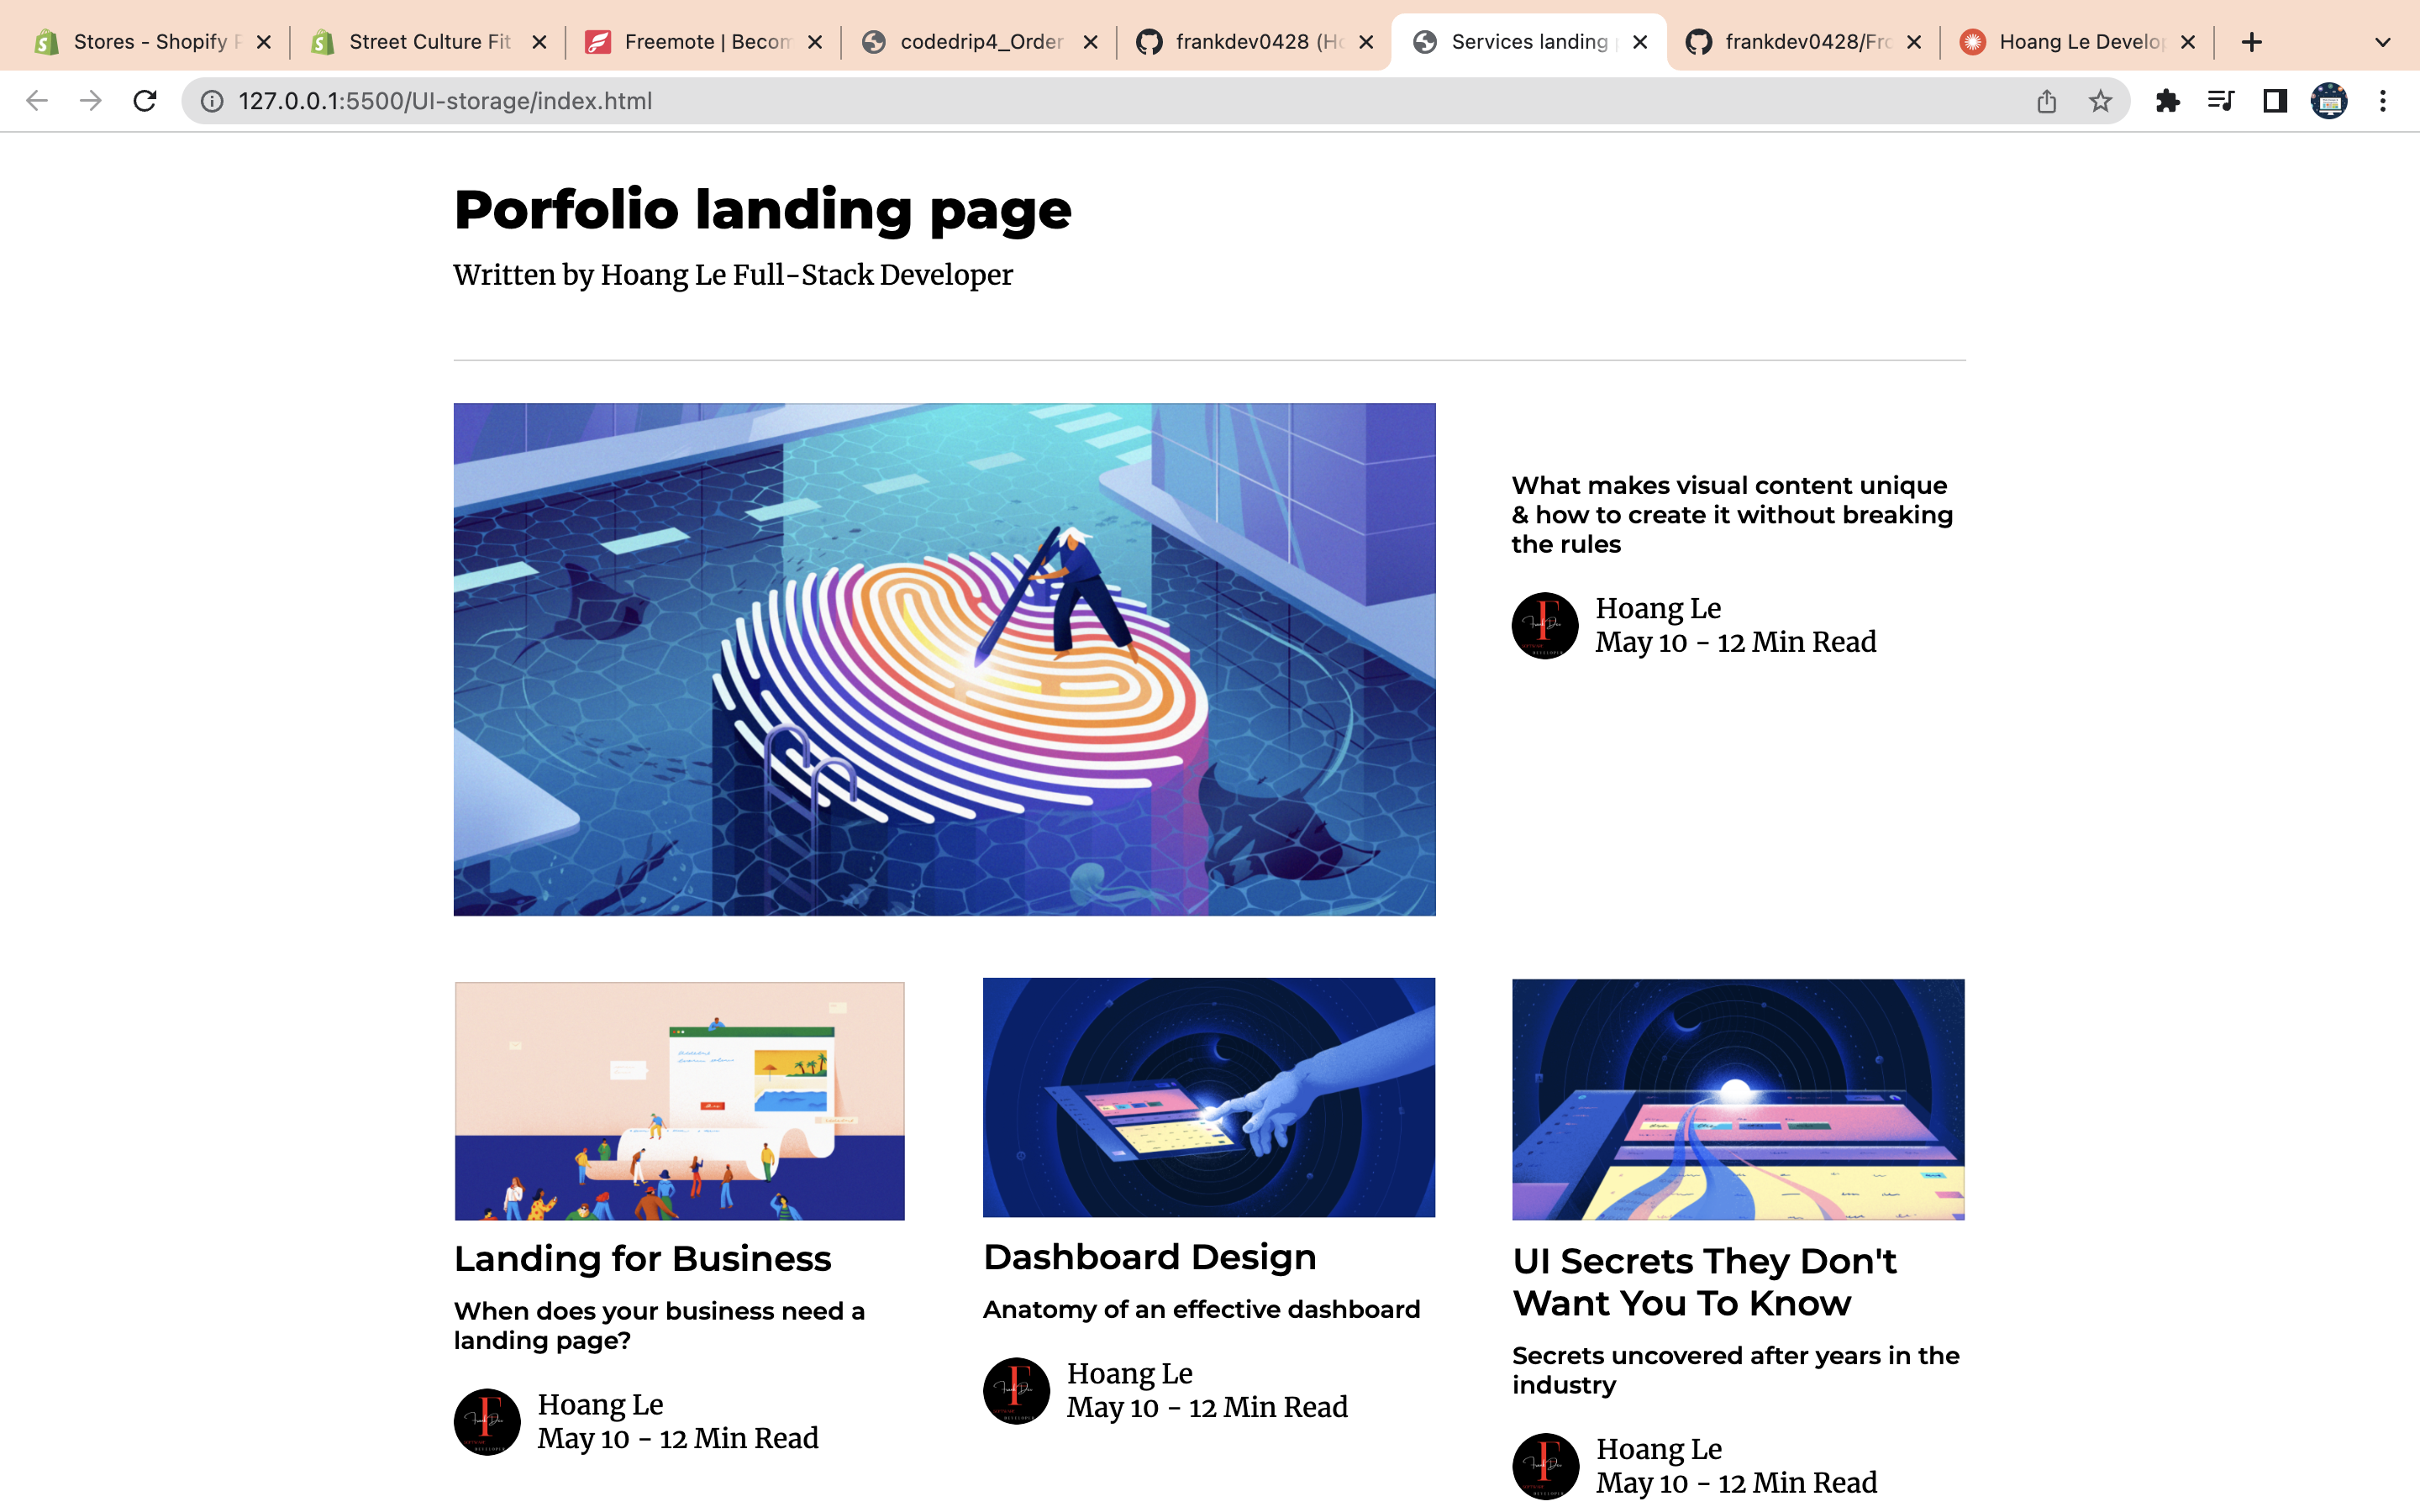 Stores - Shopify
Street Culture Fit
Freemote | Becom
codedrip4_Order
frankdev0428 (Ho
Services landing
frankdev0428/Fro
Hoang Le Develop
127.0.0.1:5500/UI-storage/index.html
Porfolio landing page
Written by Hoang Le Full-Stack Developer
What makes visual content unique
& how to create it without breaking
the rules
Hoang Le
May 10 - 12 Min Read
Landing for Business
When does your business need a
landing page?
Hoang Le
May 10 - 12 Min Read
Dashboard Design
Anatomy of an effective dashboard
Hoang Le
May 10 - 12 Min Read
UI Secrets They Don't
Want You To Know
Secrets uncovered after years in the
industry
Hoang Le
May 10 - 12 Min Read